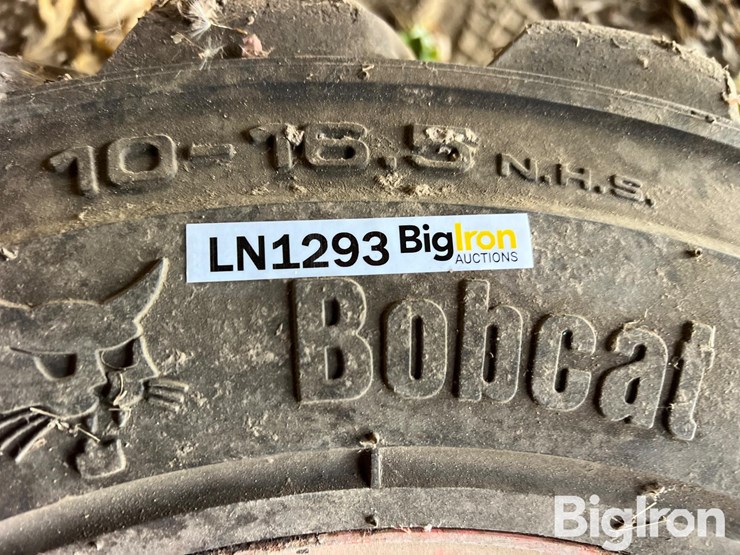 10-16.5 N.H.S.
LN1293 BigIron
AUCTIONS
Bobcat
BigIron